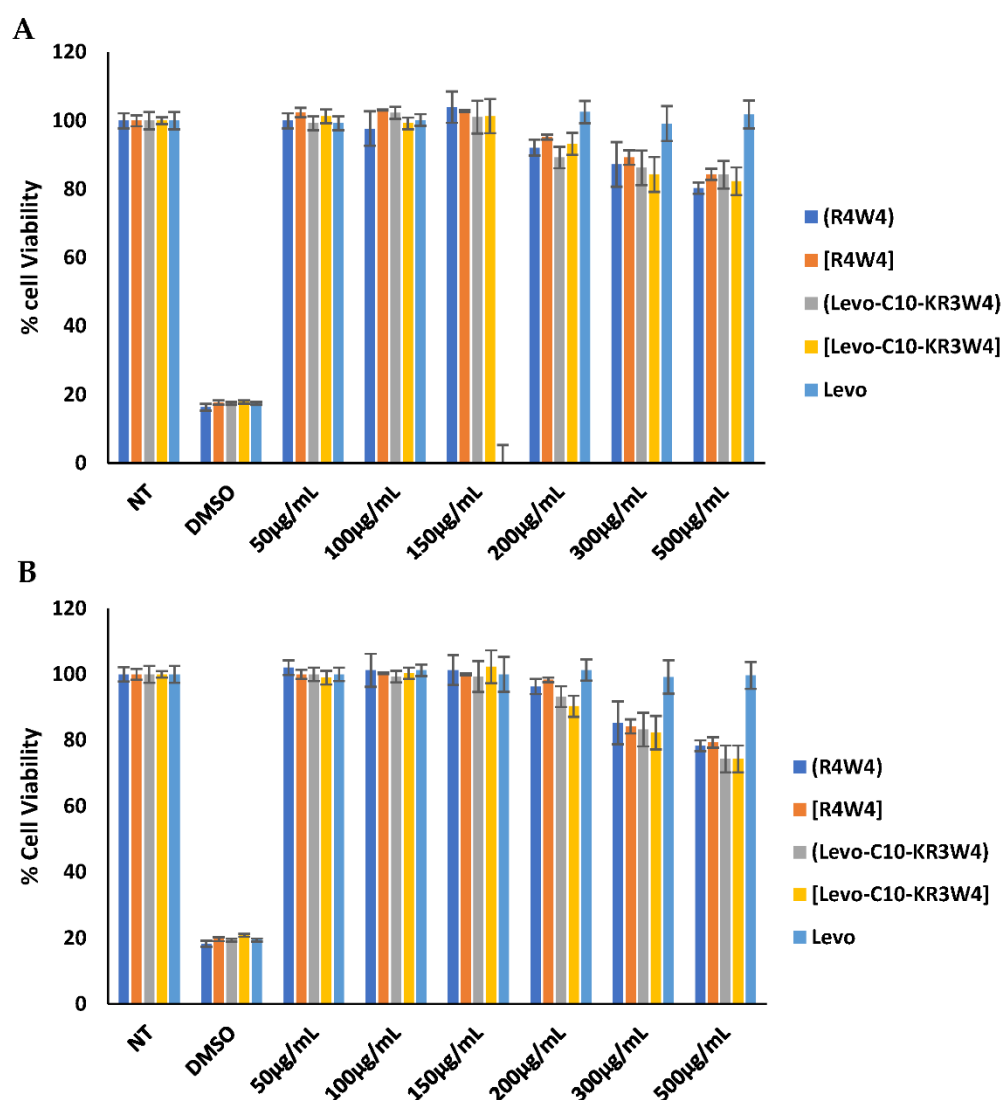 A
120
100
80
60
40
20
0
% cell Viability
NT
DMSO
50µg/mL
100µg/mL
150µg/mL
200µg/mL
300µg/mL
500µg/mL
(R4W4)
[R4W4]
(Levo-C10-KR3W4)
[Levo-C10-KR3W4]
Levo
B
120
100
80
60
40
20
0
% Cell Viability
NT
DMSO
50µg/mL
100µg/mL
150µg/mL
200µg/mL
300µg/mL
500µg/mL
(R4W4)
[R4W4]
(Levo-C10-KR3W4)
[Levo-C10-KR3W4]
Levo